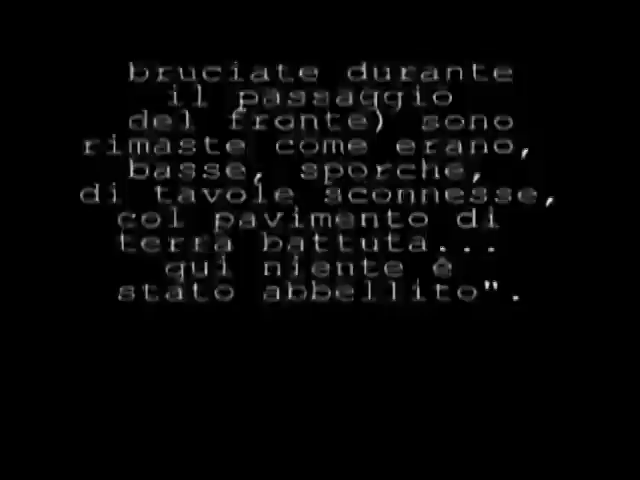 bruciate durante
il passaggio
del fronte) sono
rimaste come erano,
basse, sporche,
di tavole sconnesse,
col pavimento di
terra battuta...
qui niente è
stato abbellito".